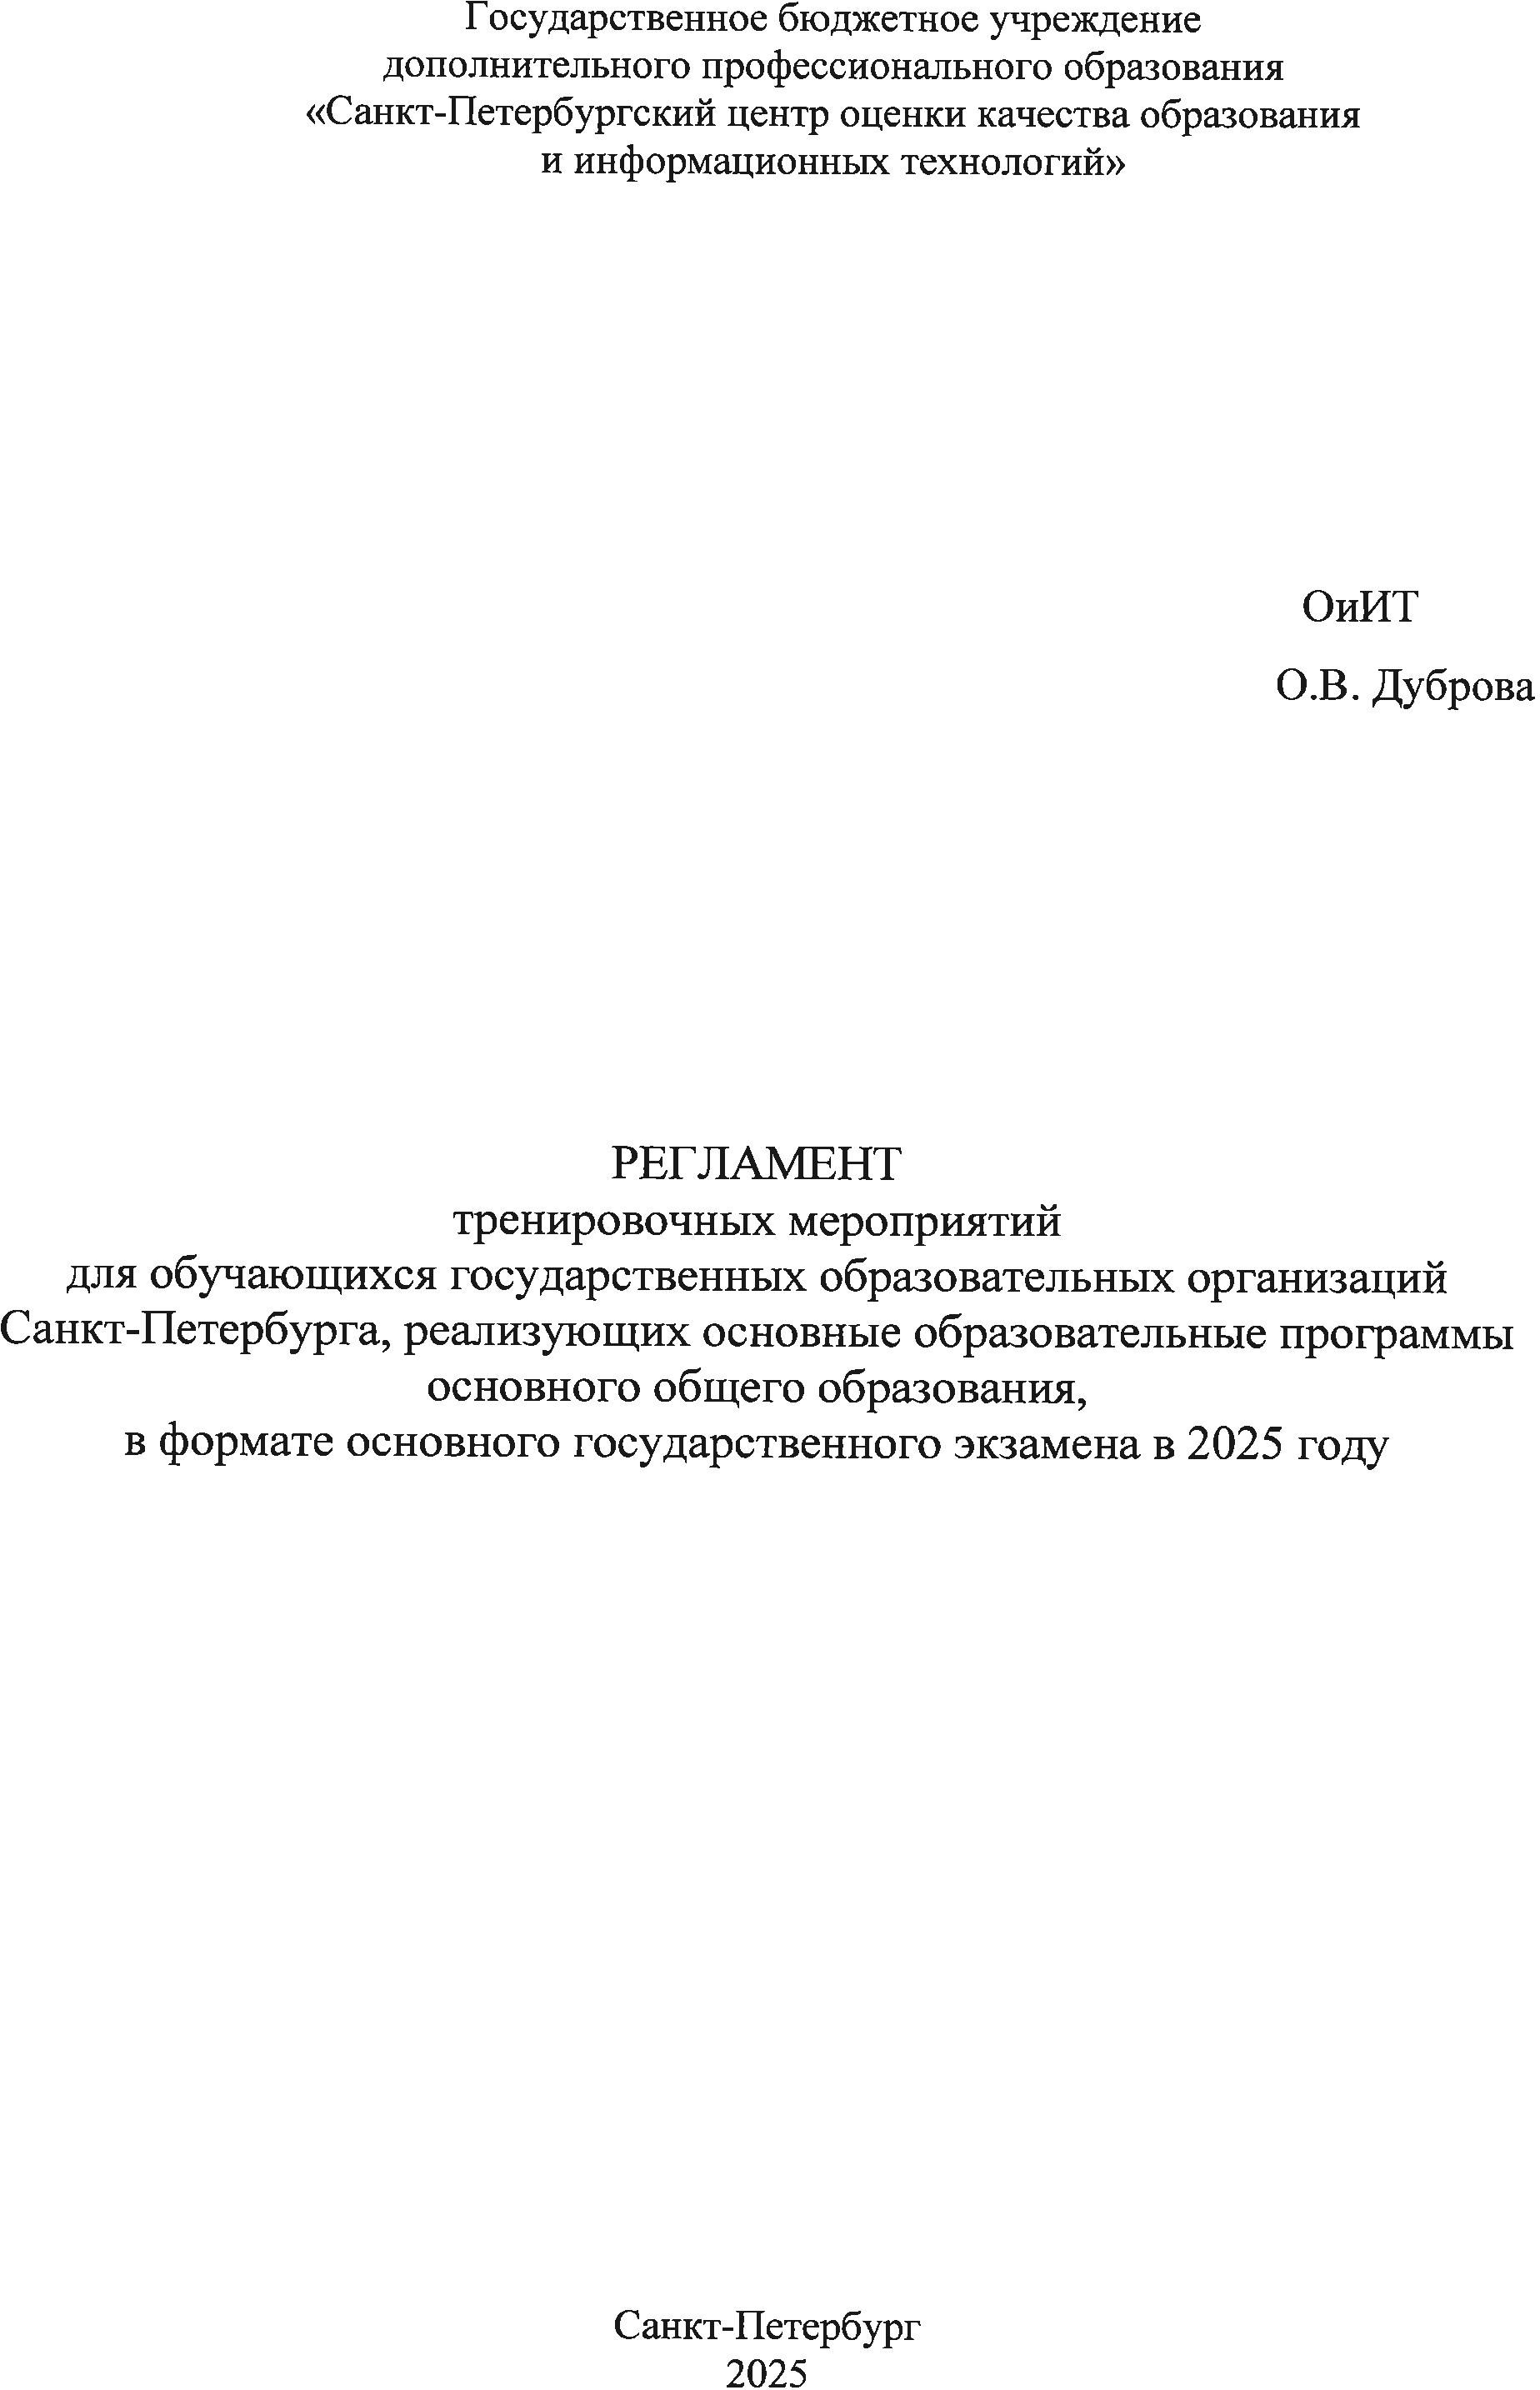 Государственное бюджетное учреждение
дополнительного профессионального образования
«Санкт-Петербургский центр оценки качества образования
и информационных технологий»
ОиИТ
О.В. Дуброва
РЕГЛАМЕНТ
тренировочных мероприятий
для обучающихся государственных образовательных организаций
Санкт-Петербурга, реализующих основные образовательные программы
основного общего образования,
в формате основного государственного экзамена в 2025 году
Санкт-Петербург
2025